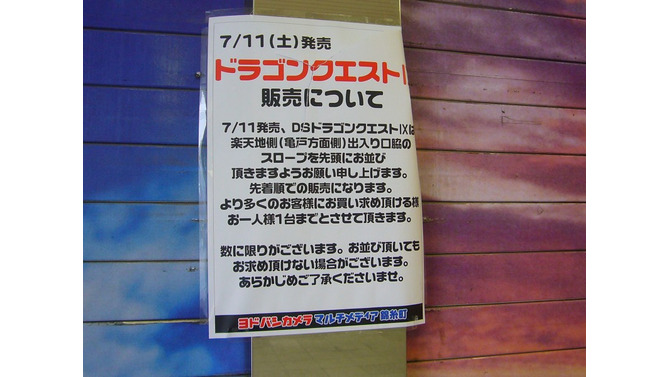 7/11(土)発売
ドラゴンクエストI
販売について
7/11発売、DSドラゴンクエストIXは
楽天地側(亀戸方面側)出入り口脇の
スロープを先頭にお並び
頂きますようお願い申し上げます。
先着順での販売になります。
より多くのお客様にお買い求め頂ける様
お一人様1台までとさせて頂きます。
数に限りがございます。お並び頂いても
お求め頂けない場合がございます。
あらかじめご了承くださいませ。
ヨドバシカメラ マルチメディア 錦糸町